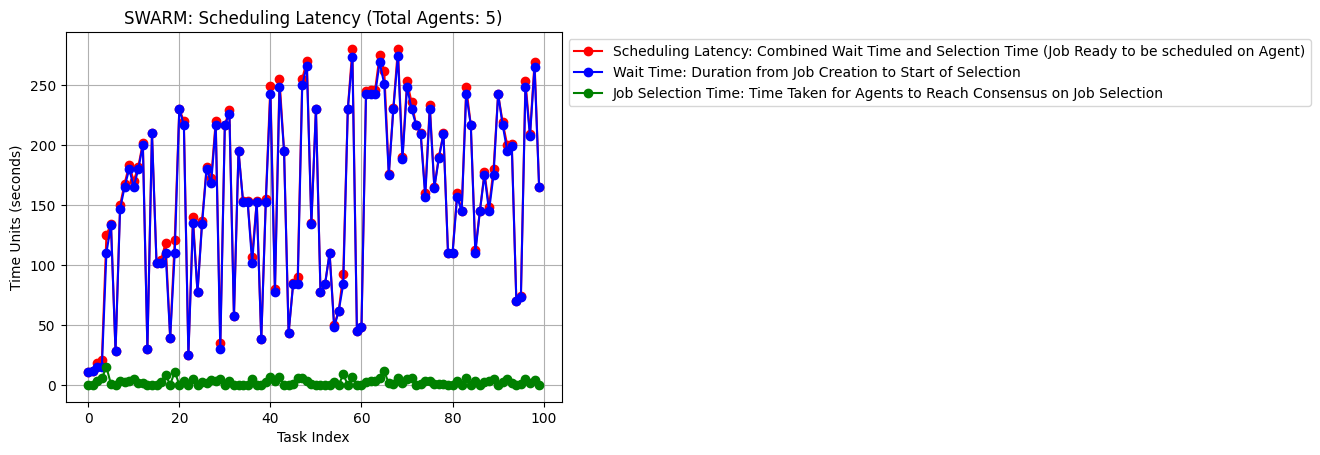 SWARM: Scheduling Latency (Total Agents: 5)
Scheduling Latency: Combined Wait Time and Selection Time (Job Ready to be scheduled on Agent)
Wait Time: Duration from Job Creation to Start of Selection
Job Selection Time: Time Taken for Agents to Reach Consensus on Job Selection
Time Units (seconds)
250
200
150
100
50
0
0 20 40 60 80 100
Task Index